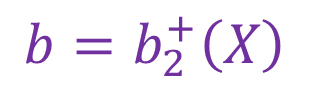 b = b₂⁺(X)